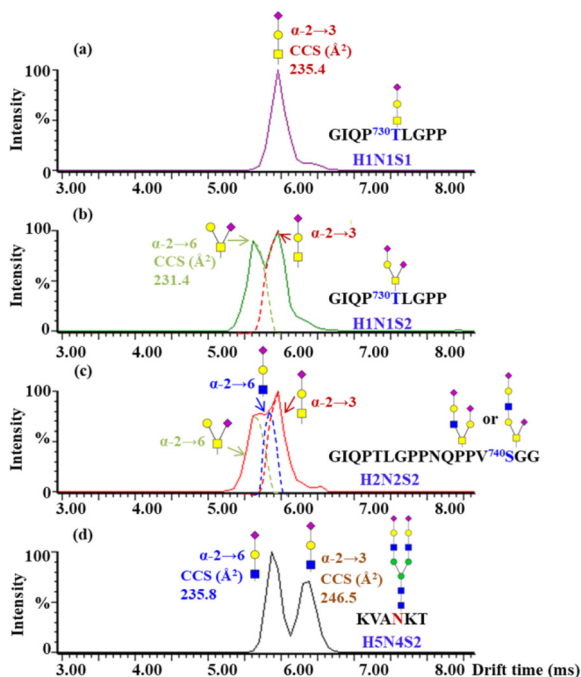 (a)
α-2→3
CCS (Å²)
235.4
Intensity
100
%
0
GIQP⁷³⁰TLGPP
H1N1S1
3.00 4.00 5.00 6.00 7.00 8.00
(b)
α-2→6
CCS (Å²)
231.4
α-2→3
Intensity
100
%
0
GIQP⁷³⁰TLGPP
H1N1S2
3.00 4.00 5.00 6.00 7.00 8.00
(c)
α-2→6
α-2→3
α-2→6
or
Intensity
100
%
0
GIQPTLGPPNQPPV⁷⁴⁰SGG
H2N2S2
3.00 4.00 5.00 6.00 7.00 8.00
(d)
α-2→6
CCS (Å²)
235.8
α-2→3
CCS (Å²)
246.5
Intensity
100
%
0
KVANKT
H5N4S2
3.00 4.00 5.00 6.00 7.00 8.00 Drift time (ms)